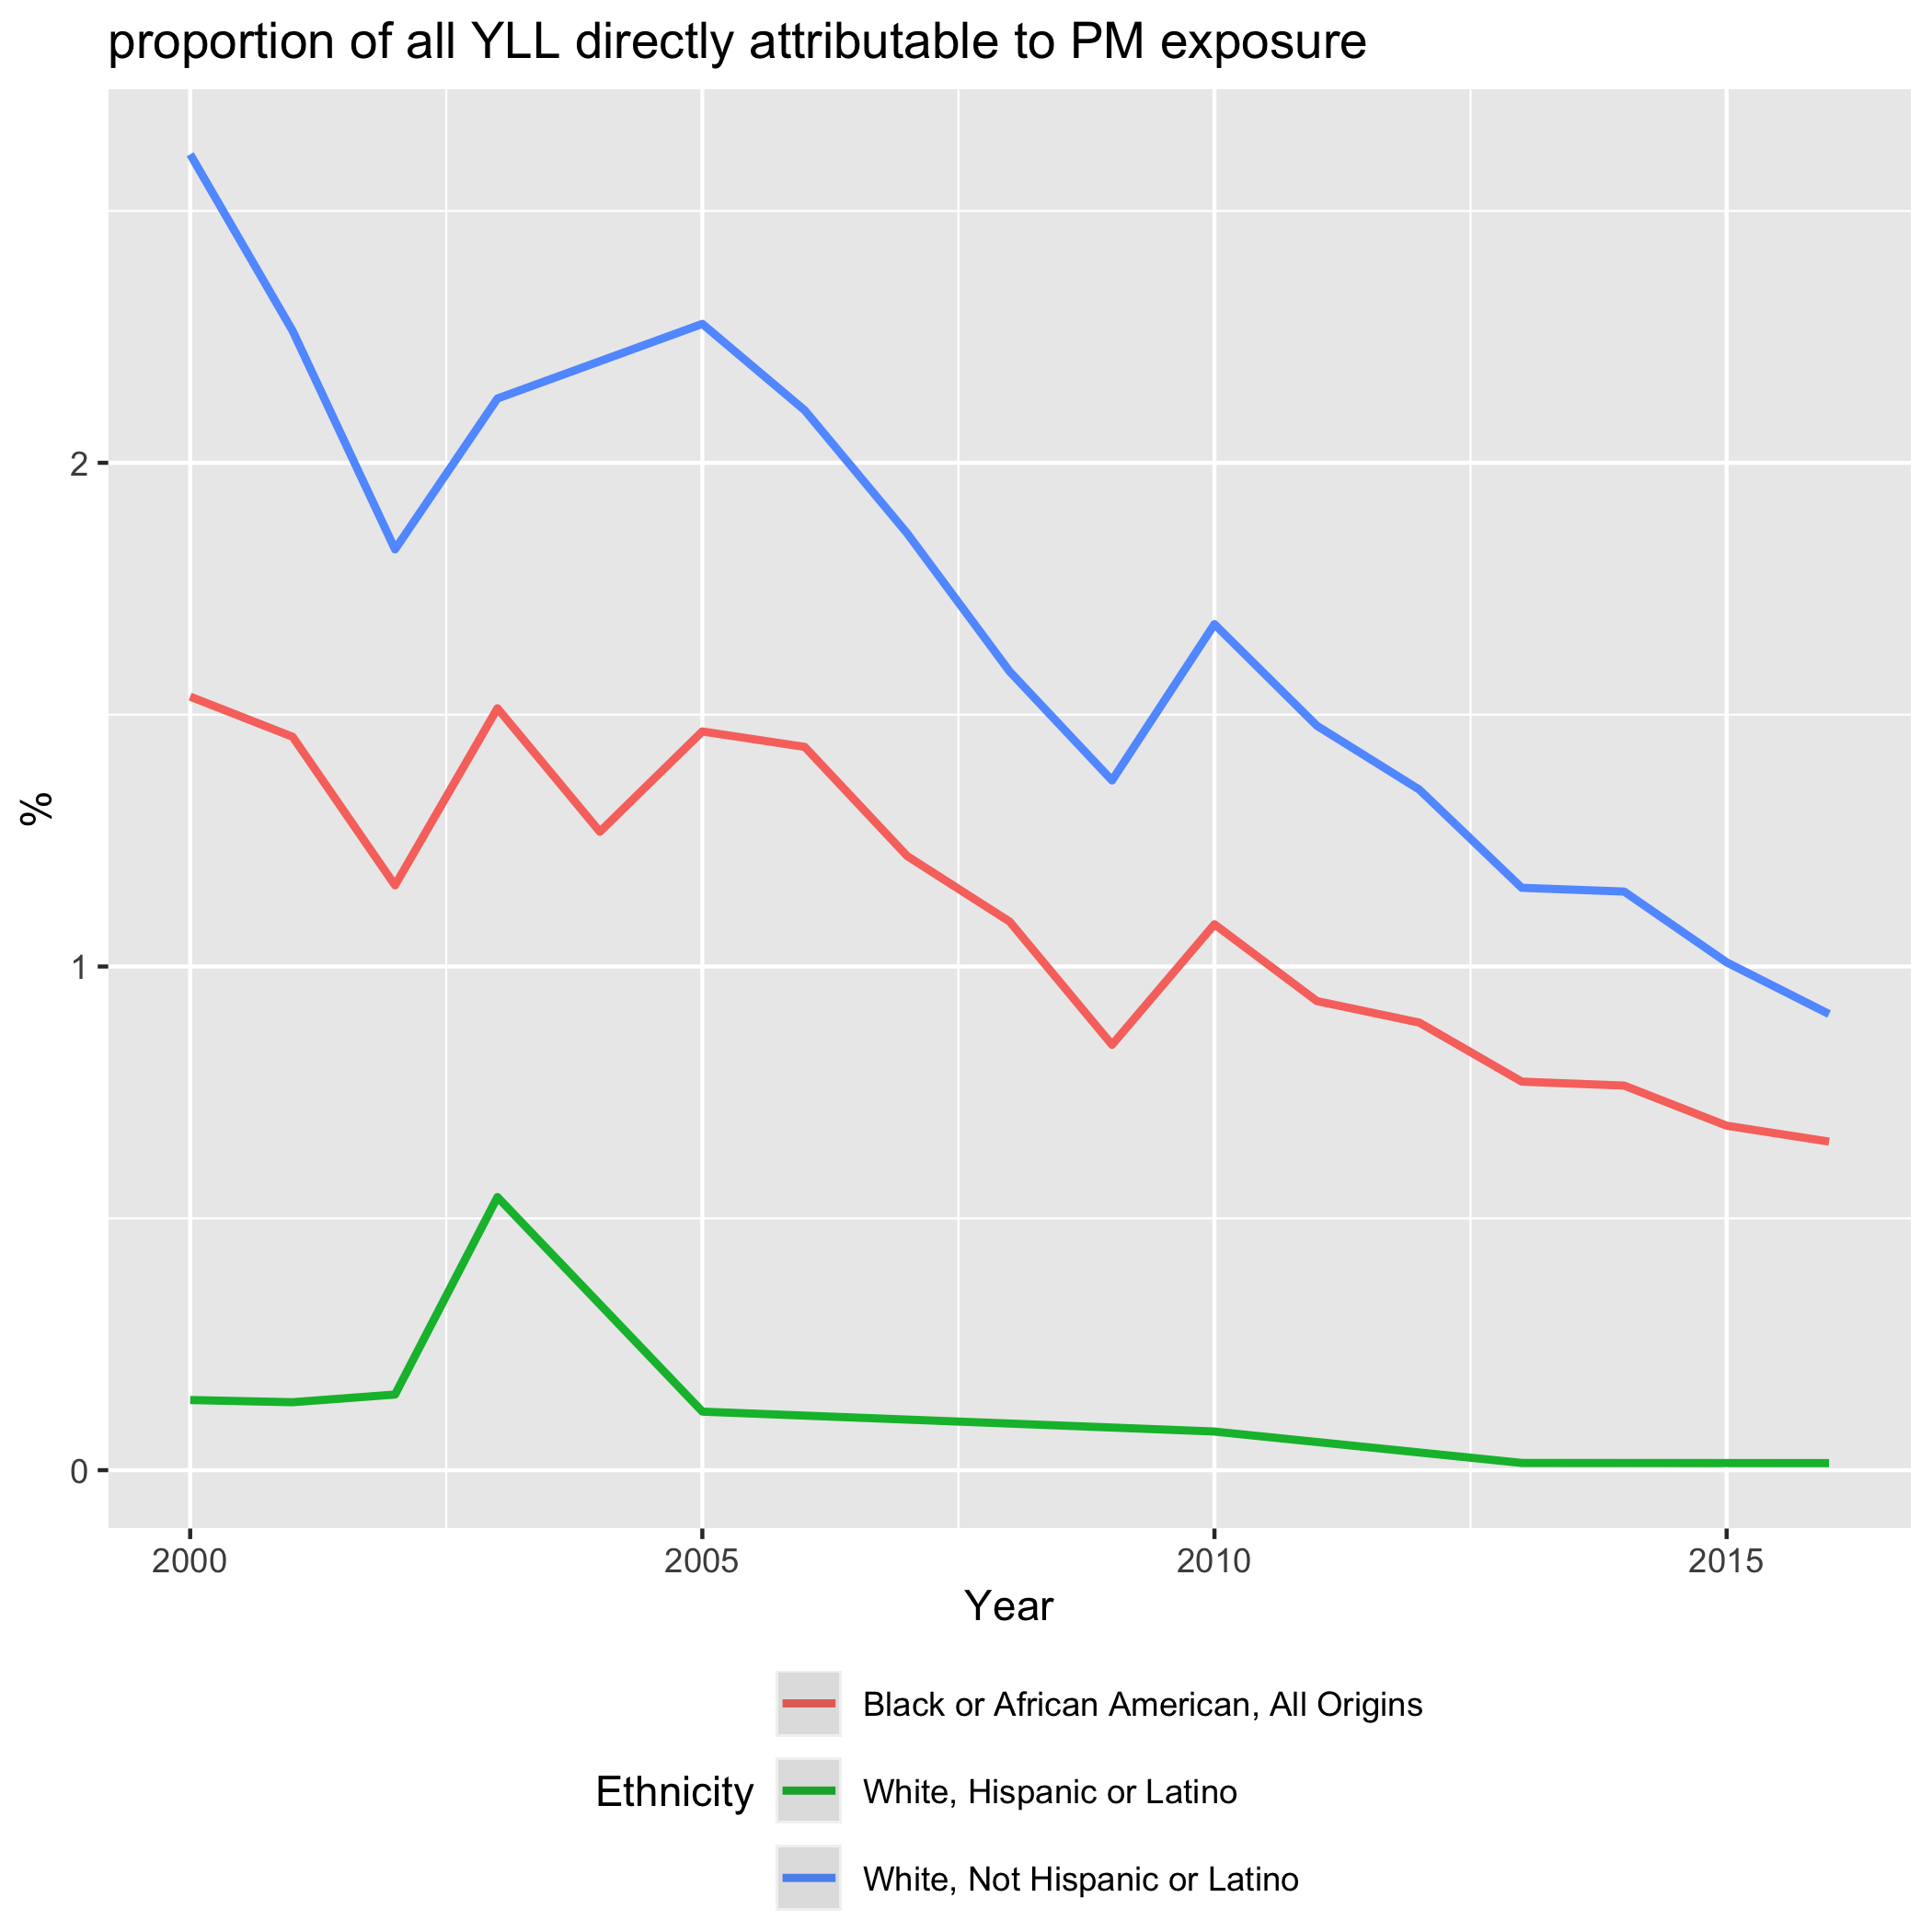 proportion of all YLL directly attributable to PM exposure
%
2
1
0
2000 2005 2010 2015
Year
Ethnicity
Black or African American, All Origins
White, Hispanic or Latino
White, Not Hispanic or Latino